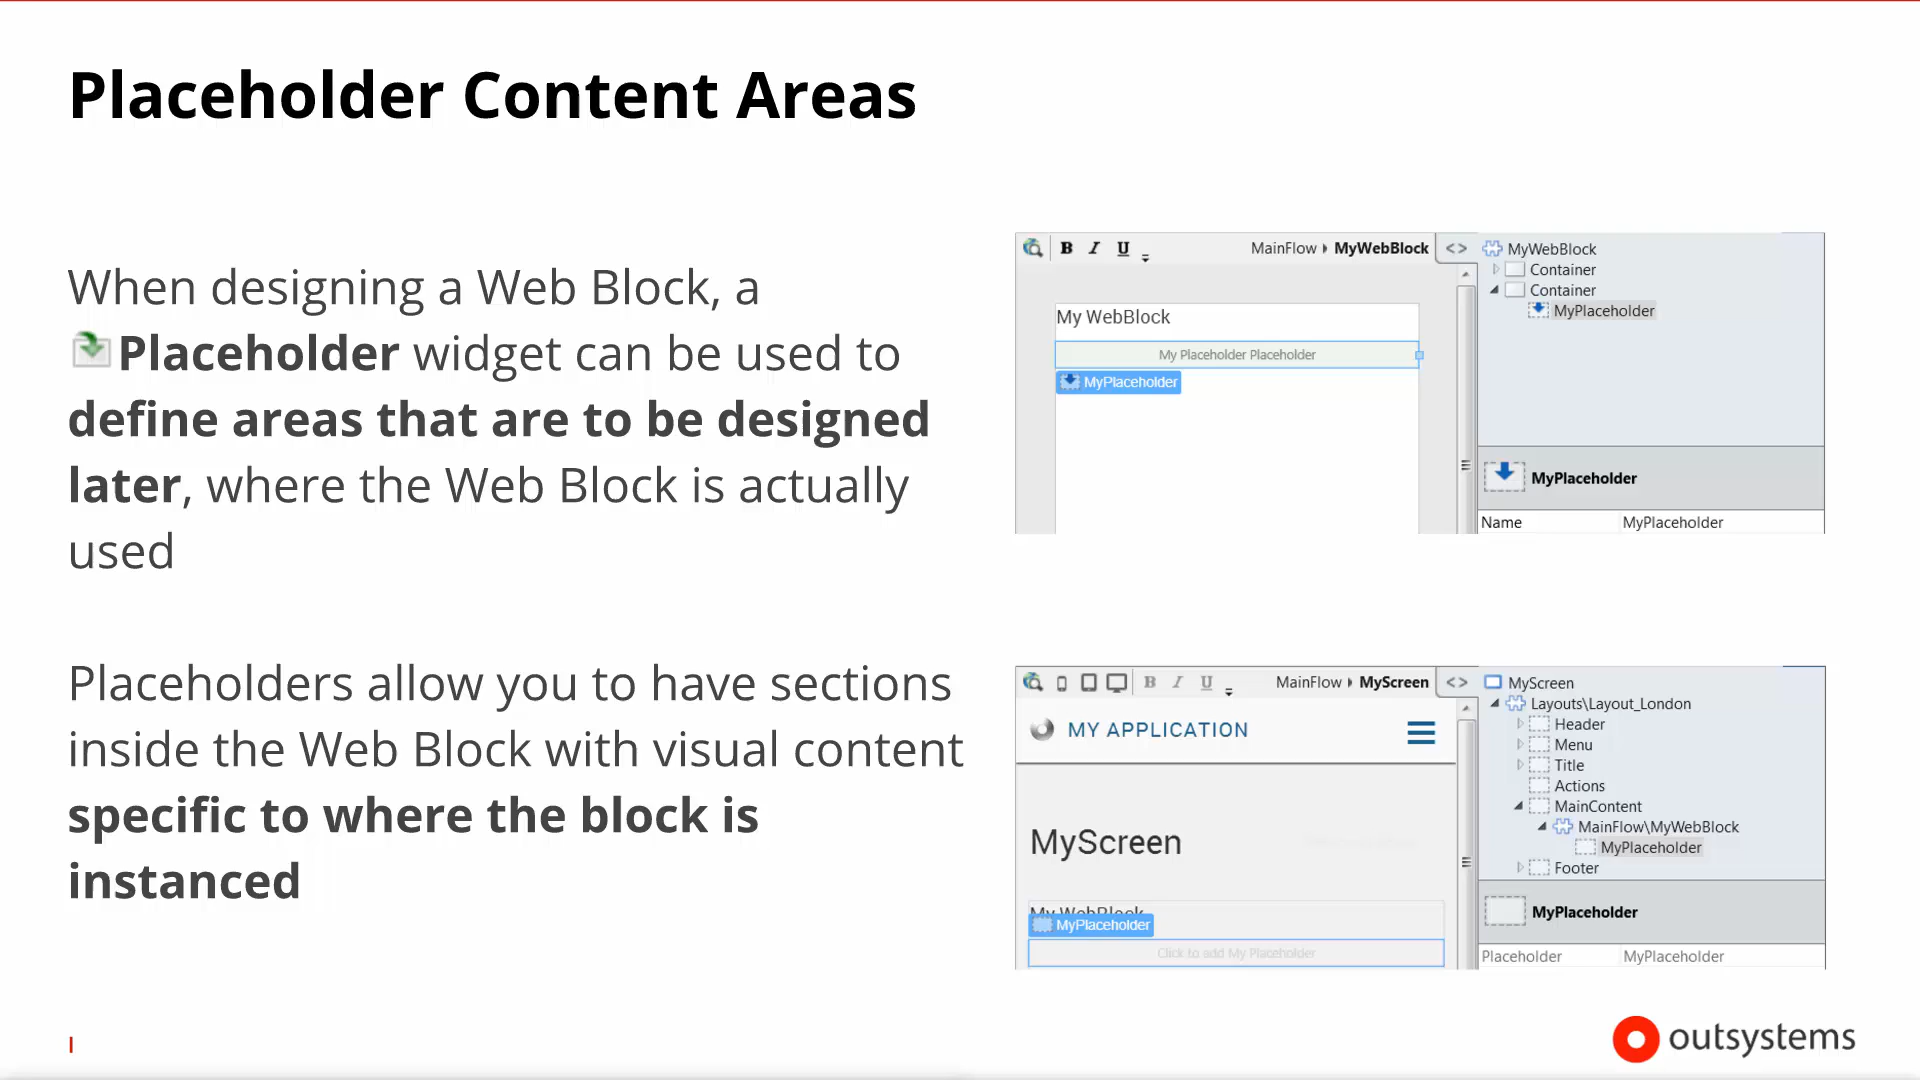 Placeholder Content Areas
When designing a Web Block, a
Placeholder widget can be used to
define areas that are to be designed
later, where the Web Block is actually
used
Placeholders allow you to have sections
inside the Web Block with visual content
specific to where the block is
instanced
B I U
MainFlow MyWebBlock <>
My WebBlock
My Placeholder Placeholder
MyPlaceholder
MyWebBlock
Container
Container
MyPlaceholder
MyPlaceholder
Name MyPlaceholder
B I U
MainFlow MyScreen <>
MY APPLICATION
MyScreen
My WebBlock
MyPlaceholder
Click to add My Placeholder
MyScreen
Layouts\Layout_London
Header
Menu
Title
Actions
MainContent
MainFlow\MyWebBlock
MyPlaceholder
Footer
MyPlaceholder
Placeholder MyPlaceholder
outsystems